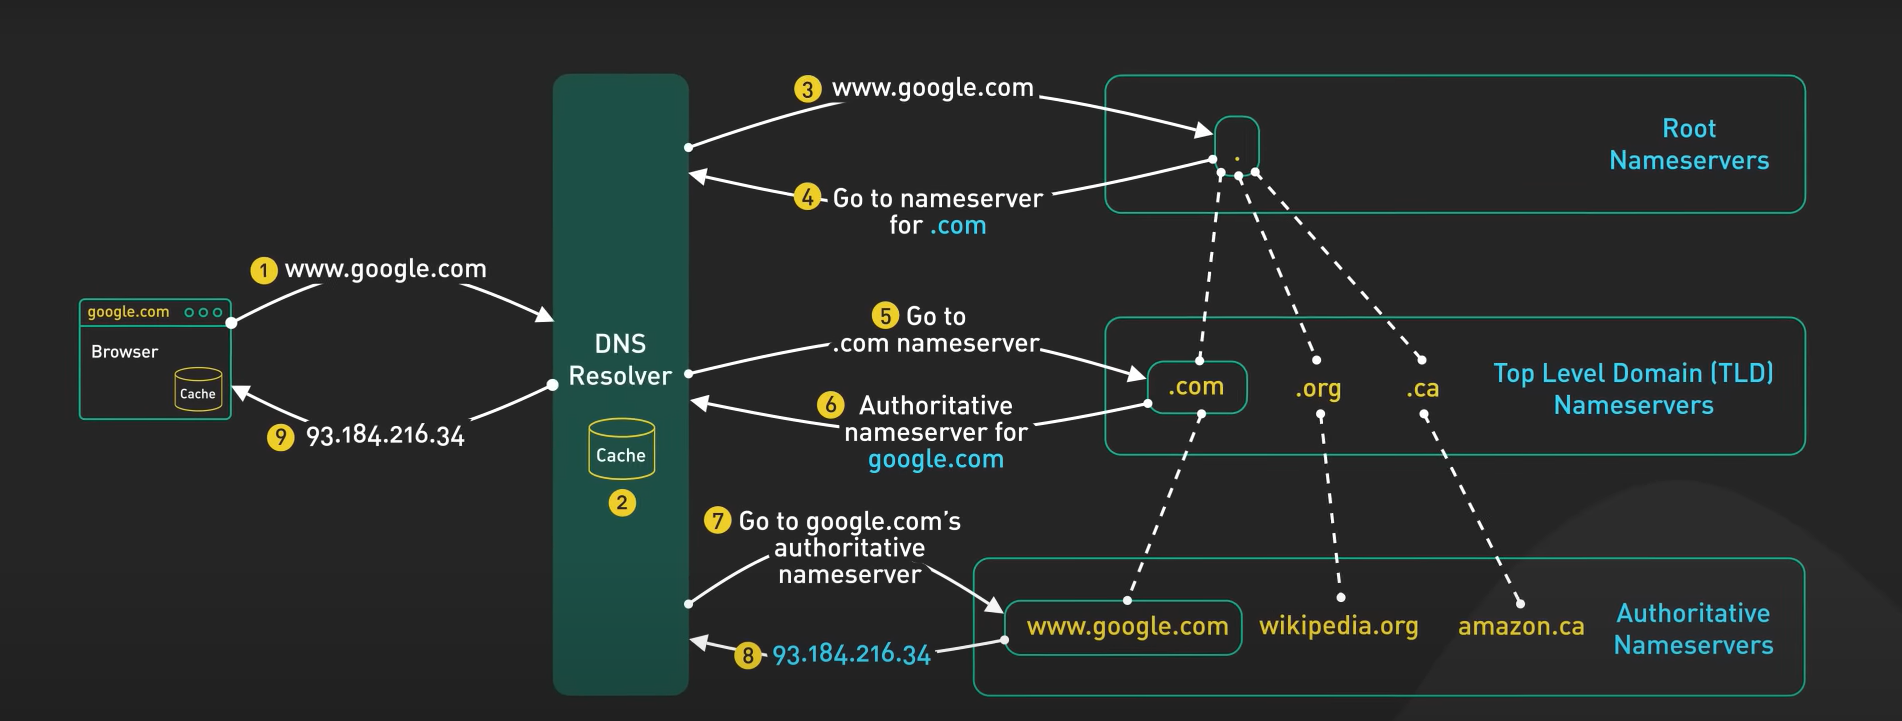 3 www.google.com
Root
Nameservers
.
4 Go to nameserver
for .com
1 www.google.com
google.com
Browser
Cache
9 93.184.216.34
DNS
Resolver
Cache
2
5 Go to
.com nameserver
6 Authoritative
nameserver for
google.com
.com
.org
.ca
Top Level Domain (TLD)
Nameservers
7 Go to google.com's
authoritative
nameserver
8 93.184.216.34
www.google.com
wikipedia.org
amazon.ca
Authoritative
Nameservers